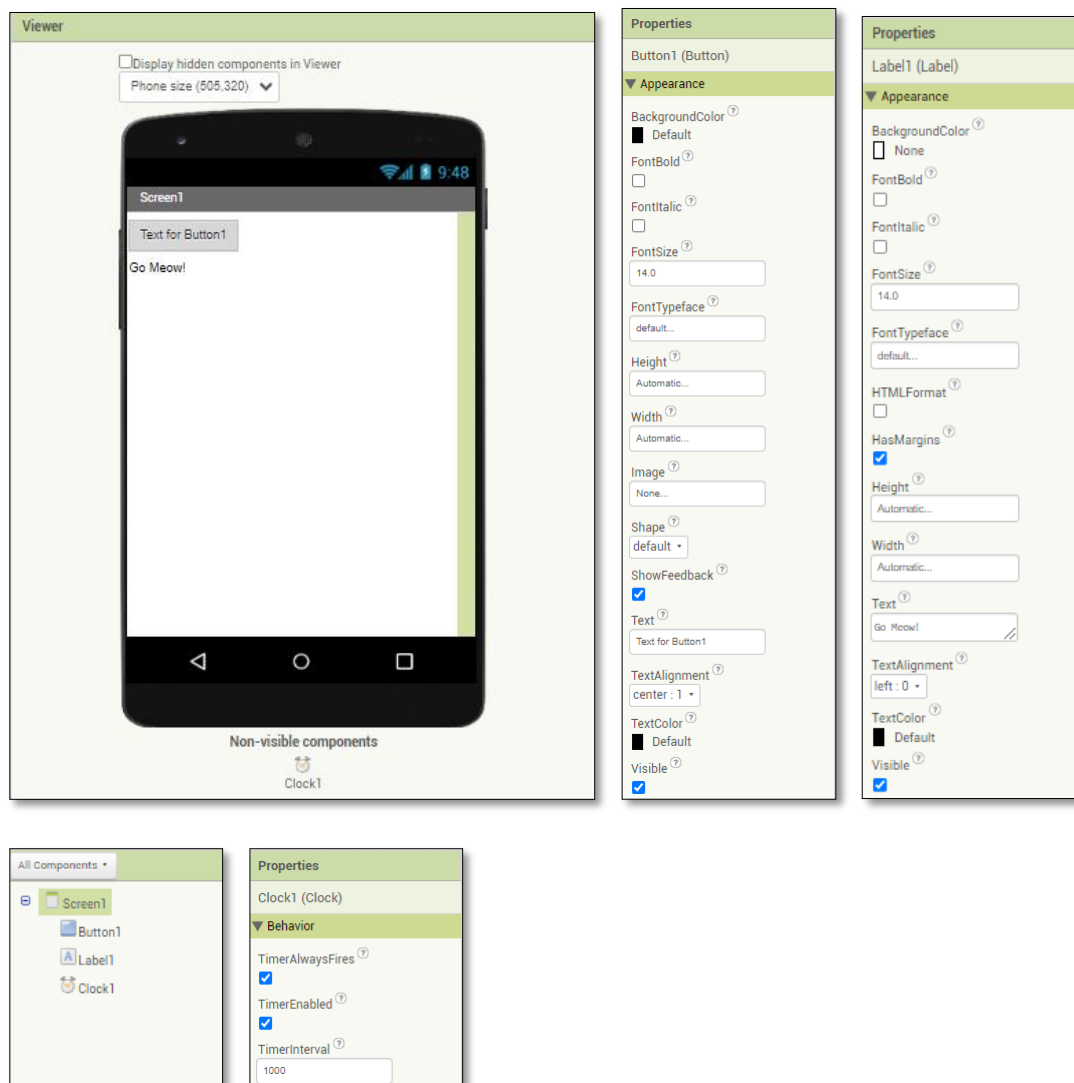 Viewer
Display hidden components in Viewer
Phone size (505,320)
9:48
Screen1
Text for Button1
Go Meow!
Non-visible components
Clock1
Properties
Button1 (Button)
Appearance
BackgroundColor ?
Default
FontBold ?
FontItalic ?
FontSize ?
14.0
FontTypeface ?
default...
Height ?
Automatic...
Width ?
Automatic...
Image ?
None...
Shape ?
default
ShowFeedback ?
Text ?
Text for Button1
TextAlignment ?
center : 1
TextColor ?
Default
Visible ?
Properties
Label1 (Label)
Appearance
BackgroundColor ?
None
FontBold ?
FontItalic ?
FontSize ?
14.0
FontTypeface ?
default...
HTMLFormat ?
HasMargins ?
Height ?
Automatic...
Width ?
Automatic...
Text ?
Go Meow!
TextAlignment ?
left : 0
TextColor ?
Default
Visible ?
All Components
Screen1
Button1
A Label1
Clock1
Properties
Clock1 (Clock)
Behavior
TimerAlwaysFires ?
TimerEnabled ?
TimerInterval ?
1000